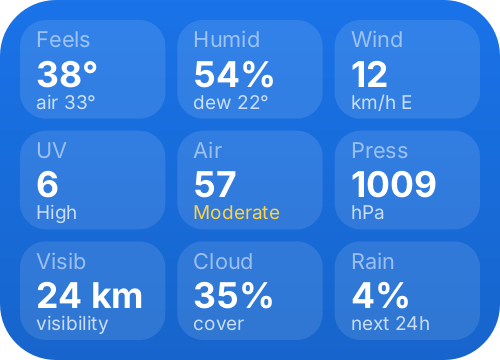 Feels
38°
air 33°
Humid
54%
dew 22°
Wind
12
km/h E
UV
6
High
Air
57
Moderate
Press
1009
hPa
Visib
24 km
visibility
Cloud
35%
cover
Rain
4%
next 24h